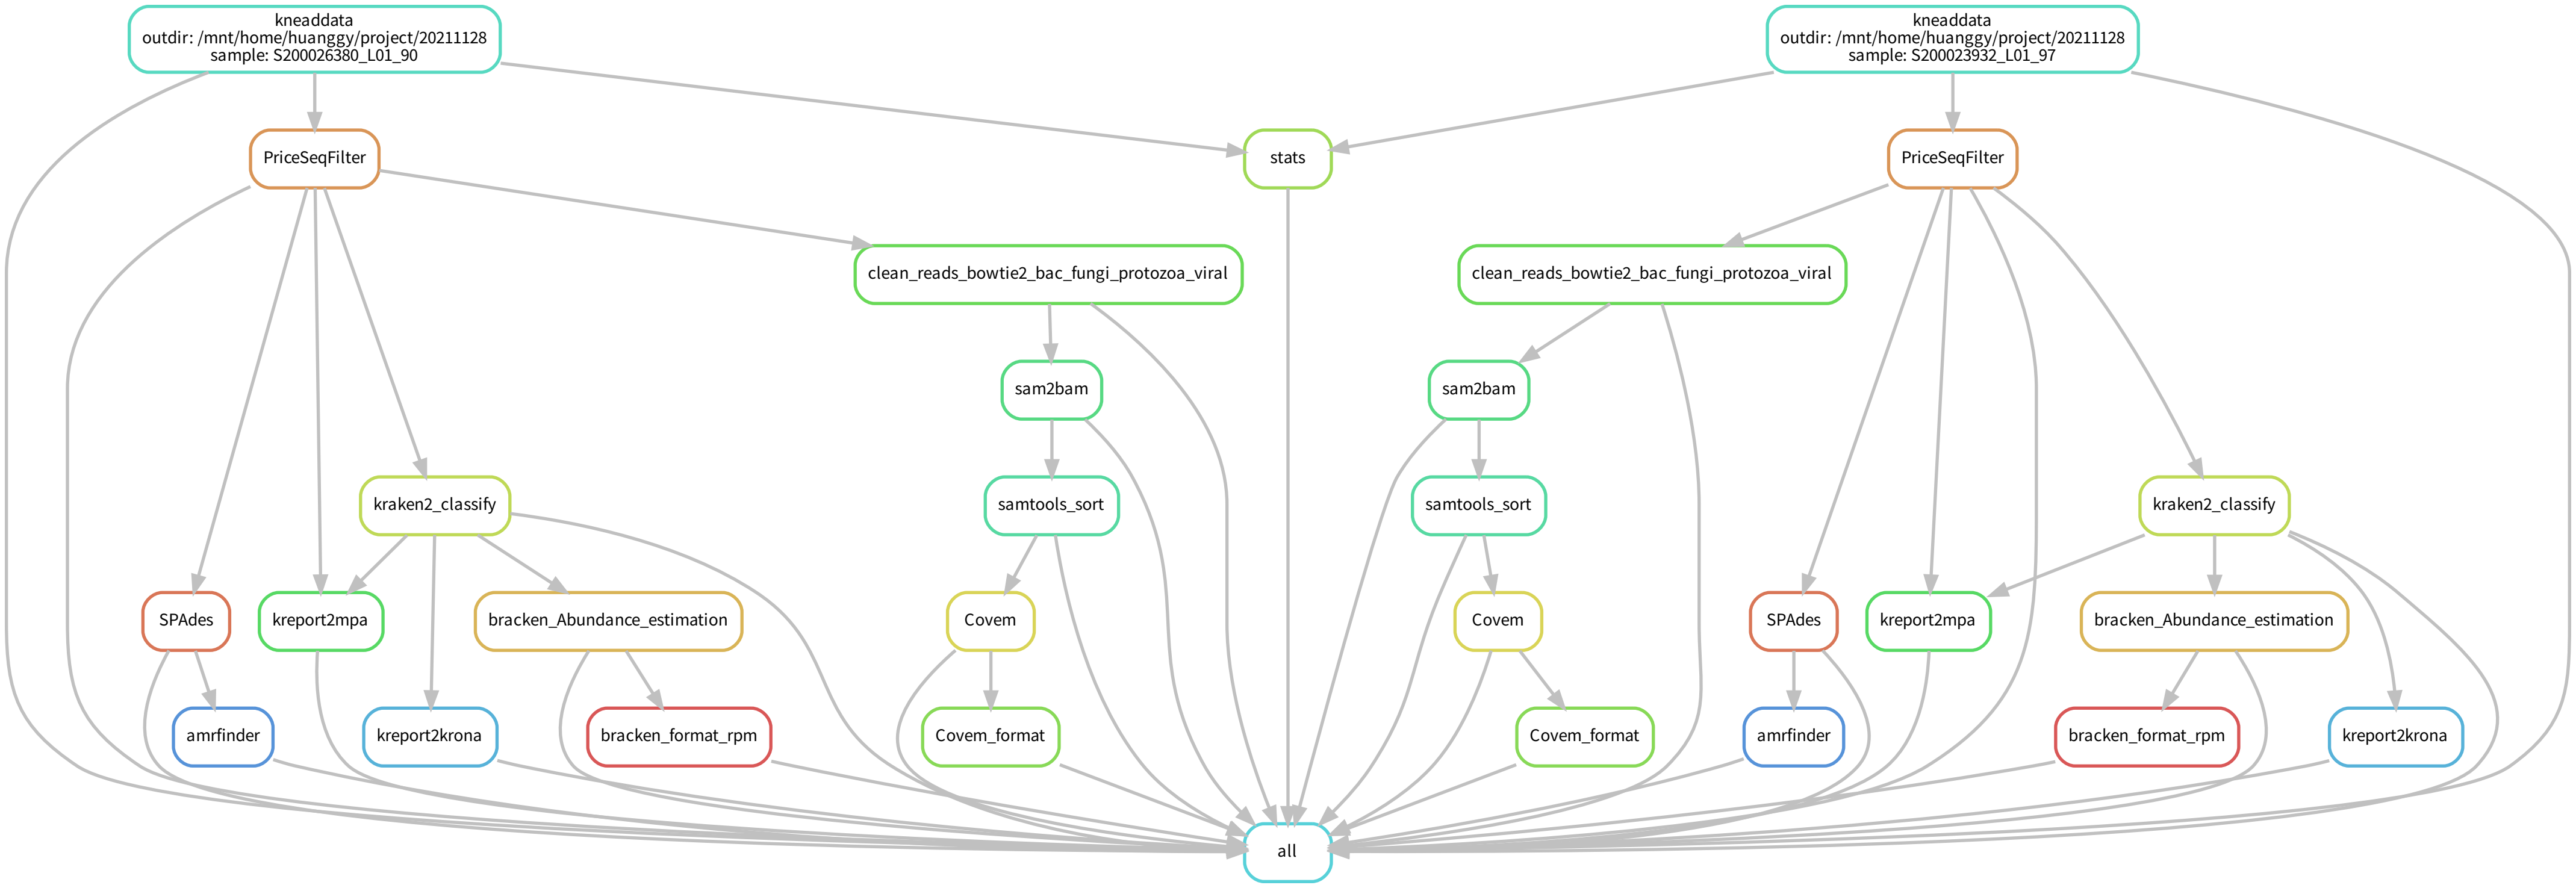 kneaddata
outdir: /mnt/home/huanggy/project/20211128
sample: S200026380_L01_90
kneaddata
outdir: /mnt/home/huanggy/project/20211128
sample: S200023932_L01_97
PriceSeqFilter
stats
PriceSeqFilter
clean_reads_bowtie2_bac_fungi_protozoa_viral
clean_reads_bowtie2_bac_fungi_protozoa_viral
sam2bam
sam2bam
kraken2_classify
samtools_sort
samtools_sort
kraken2_classify
SPAdes
kreport2mpa
bracken_Abundance_estimation
Covem
Covem
SPAdes
kreport2mpa
bracken_Abundance_estimation
amrfinder
kreport2krona
bracken_format_rpm
Covem_format
Covem_format
amrfinder
bracken_format_rpm
kreport2krona
all